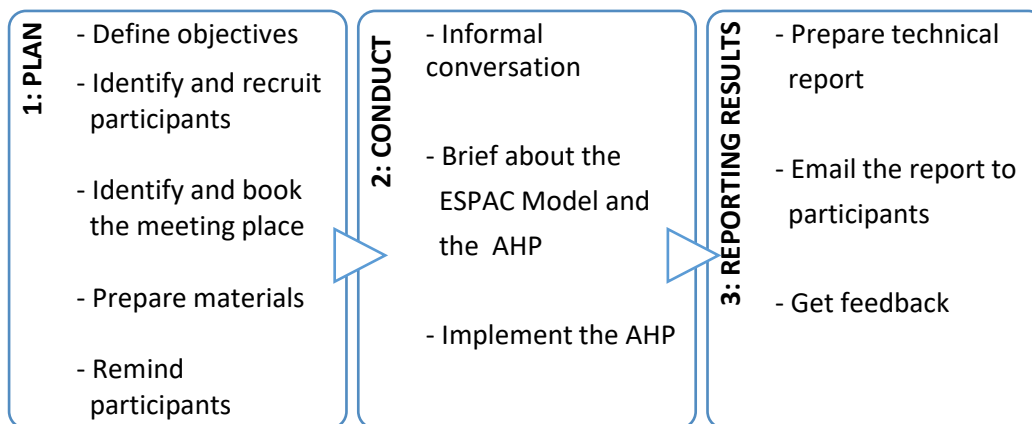 1: PLAN
- Define objectives
- Identify and recruit
participants
- Identify and book
the meeting place
- Prepare materials
- Remind
participants
2: CONDUCT
- Informal
conversation
- Brief about the
ESPAC Model and
the AHP
- Implement the AHP
3: REPORTING RESULTS
- Prepare technical
report
- Email the report to
participants
- Get feedback